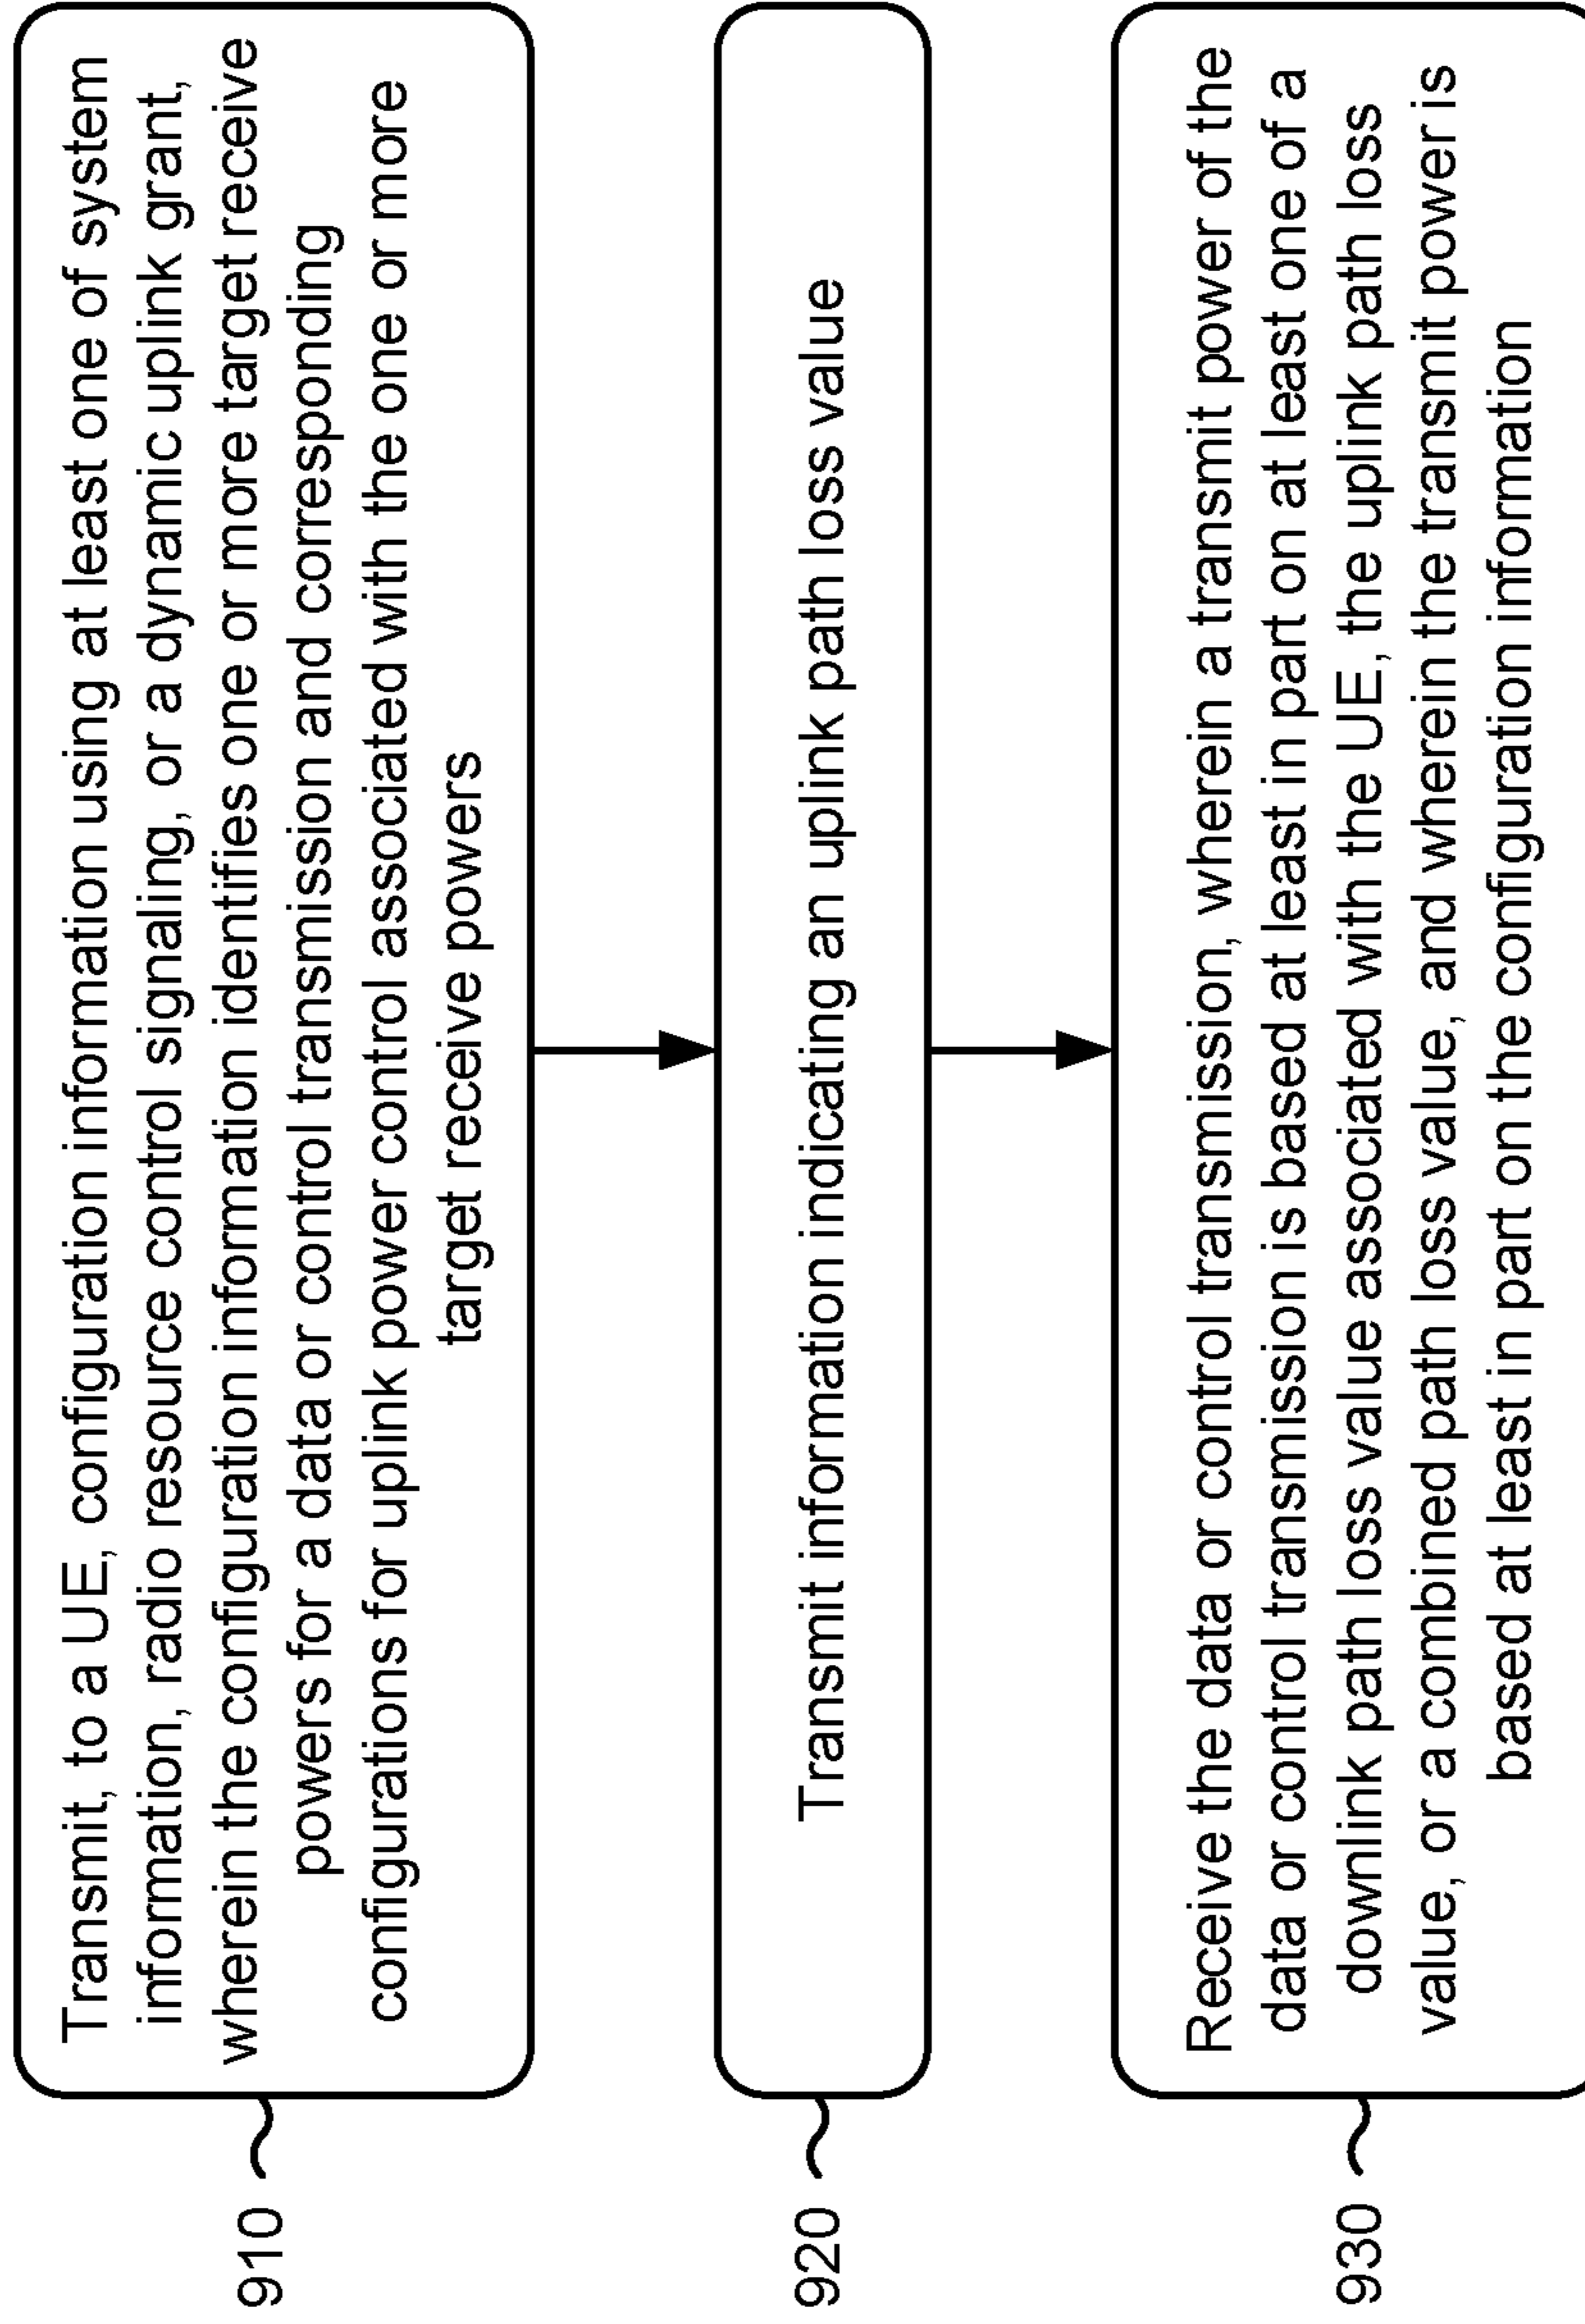 910
Transmit, to a UE, configuration information using at least one of system
information, radio resource control signaling, or a dynamic uplink grant,
wherein the configuration information identifies one or more target receive
powers for a data or control transmission and corresponding
configurations for uplink power control associated with the one or more
target receive powers
920
Transmit information indicating an uplink path loss value
930
Receive the data or control transmission, wherein a transmit power of the
data or control transmission is based at least in part on at least one of a
downlink path loss value associated with the UE, the uplink path loss
value, or a combined path loss value, and wherein the transmit power is
based at least in part on the configuration information